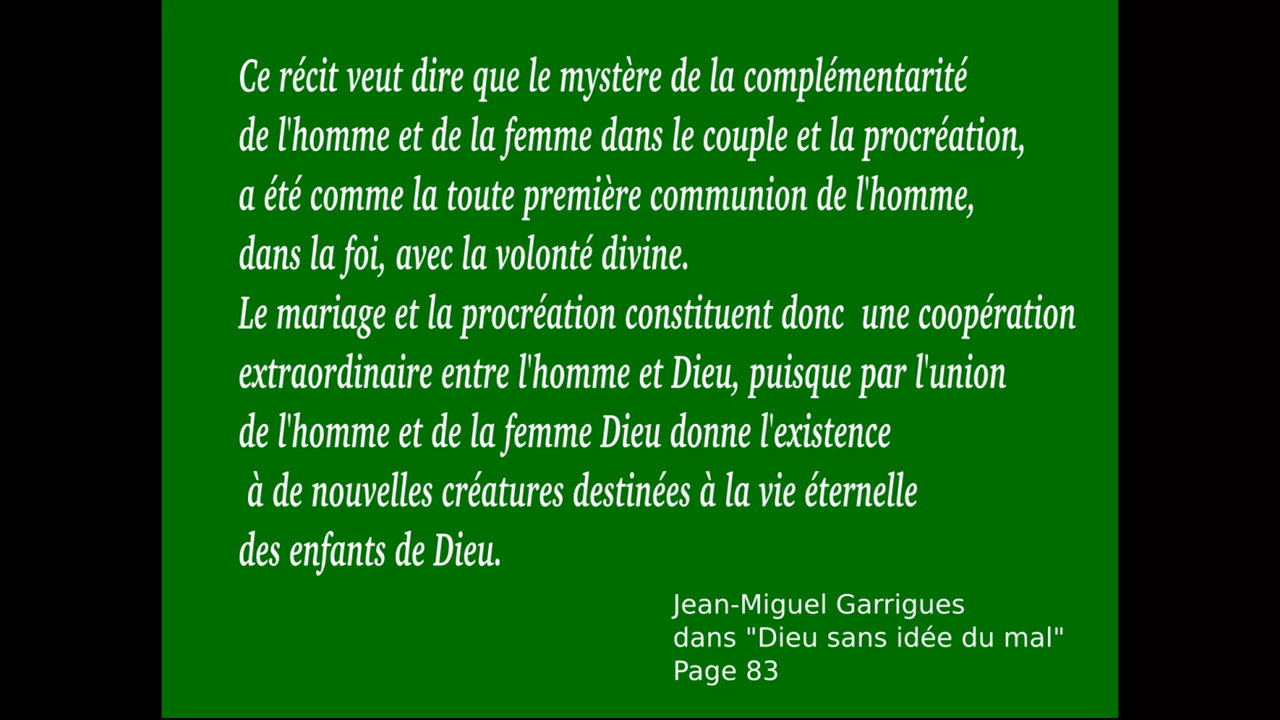 Ce récit veut dire que le mystère de la complémentarité
de l'homme et de la femme dans le couple et la procréation,
a été comme la toute première communion de l'homme,
dans la foi, avec la volonté divine.
Le mariage et la procréation constituent donc  une coopération
extraordinaire entre l'homme et Dieu, puisque par l'union
de l'homme et de la femme Dieu donne l'existence
à de nouvelles créatures destinées à la vie éternelle
des enfants de Dieu.
Jean-Miguel Garrigues
dans "Dieu sans idée du mal"
Page 83